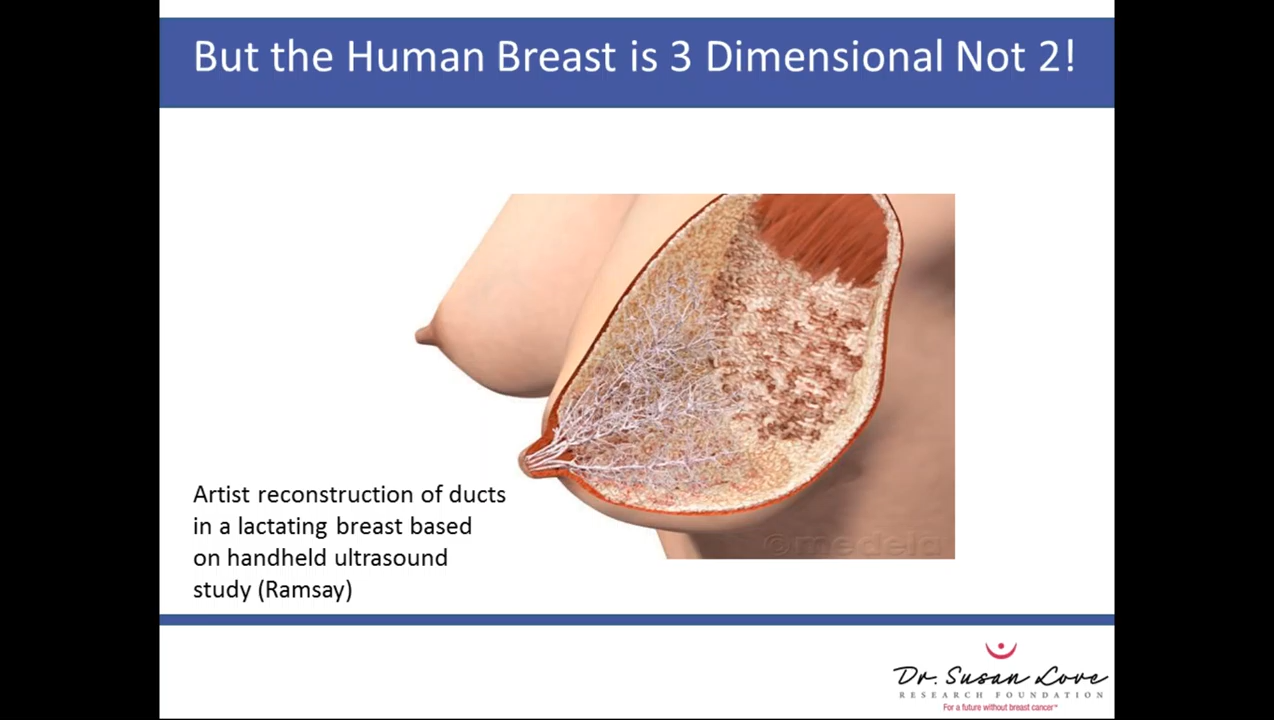 But the Human Breast is 3 Dimensional Not 2!
Artist reconstruction of ducts
in a lactating breast based
on handheld ultrasound
study (Ramsay)
©medela
Dr. Susan Love
RESEARCH FOUNDATION
For a future without breast cancer™